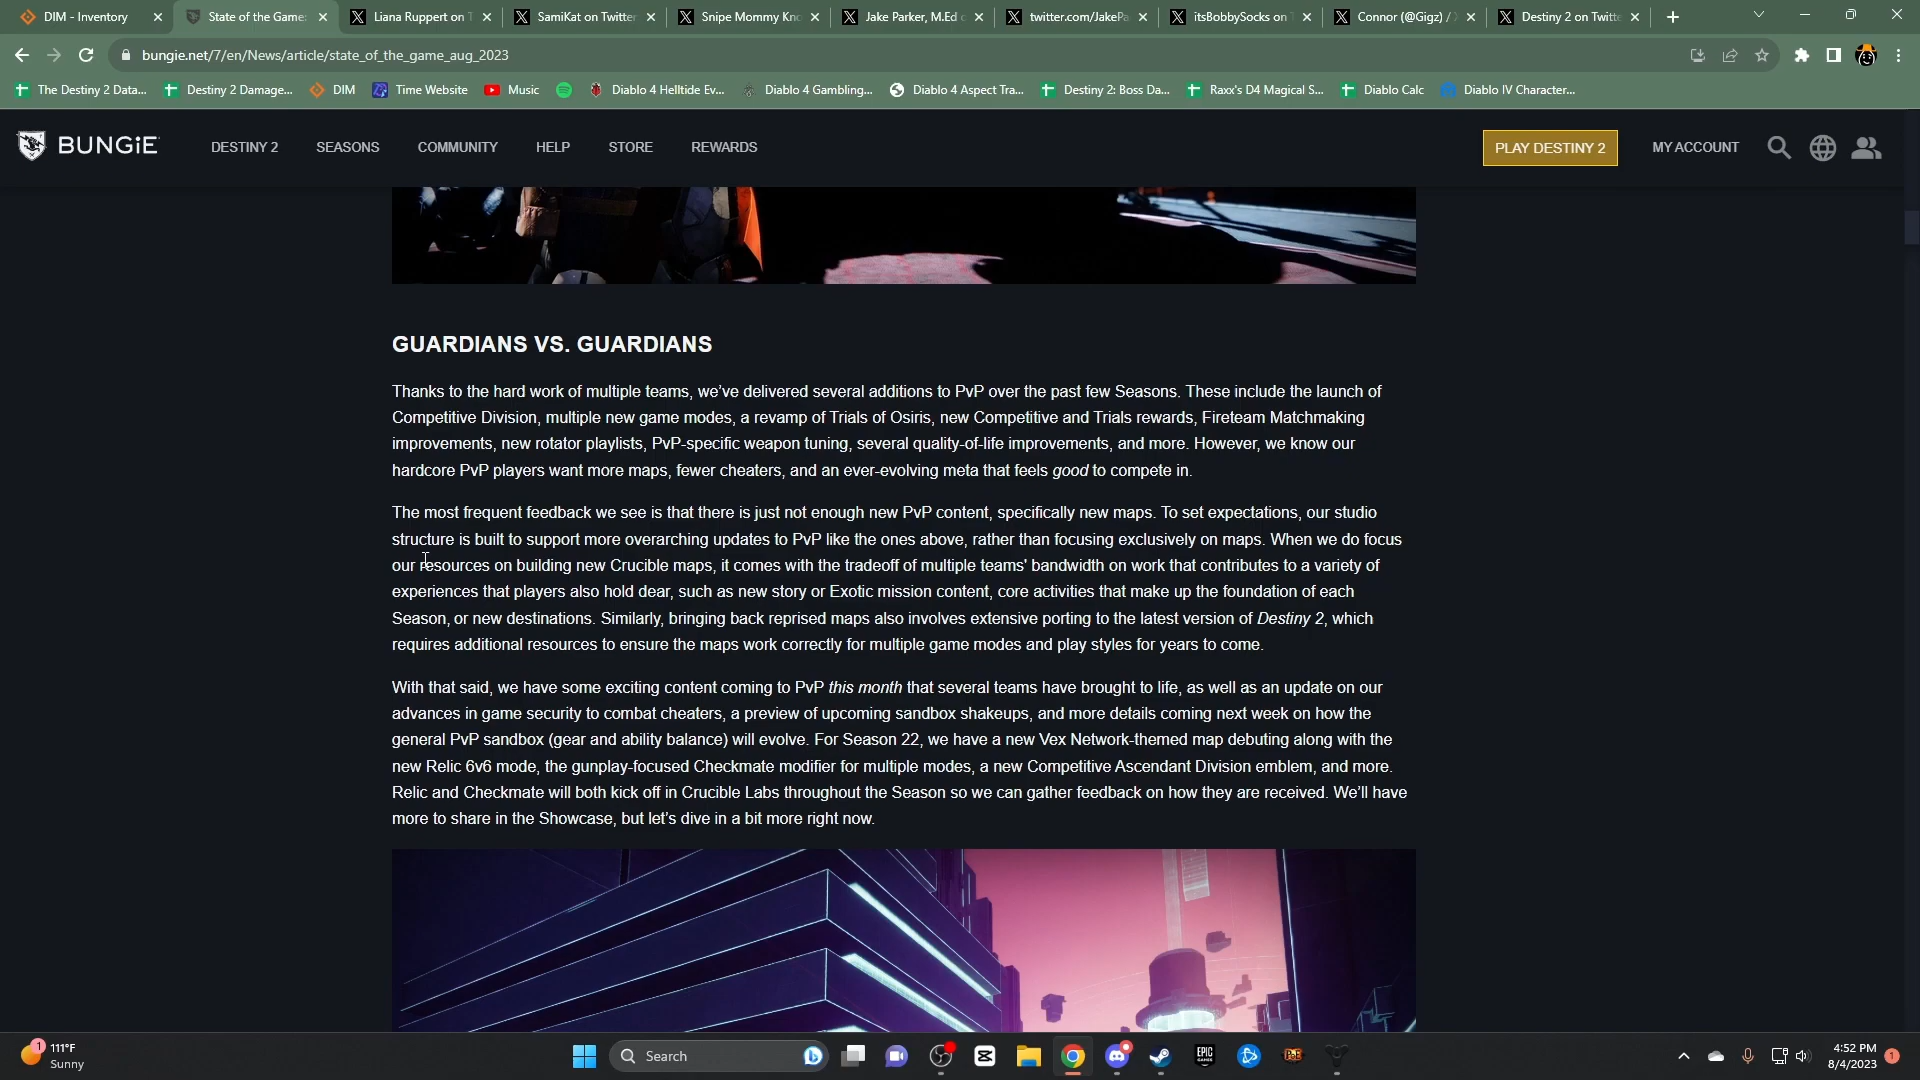 DIM - Inventory
State of the Game:
Liana Ruppert on T
SamiKat on Twitter
Snipe Mommy Kno
Jake Parker, M.Ed o
twitter.com/JakePa
itsBobbySocks on T
Connor (@Gigz) / X
Destiny 2 on Twitt
bungie.net/7/en/News/article/state_of_the_game_aug_2023
The Destiny 2 Data...
Destiny 2 Damage...
DIM
Time Website
Music
Diablo 4 Helltide Ev...
Diablo 4 Gambling...
Diablo 4 Aspect Tra...
Destiny 2: Boss Da...
Raxx's D4 Magical S...
Diablo Calc
Diablo IV Character...
BUNGiE
DESTINY 2
SEASONS
COMMUNITY
HELP
STORE
REWARDS
PLAY DESTINY 2
MY ACCOUNT
GUARDIANS VS. GUARDIANS
Thanks to the hard work of multiple teams, we've delivered several additions to PvP over the past few Seasons. These include the launch of
Competitive Division, multiple new game modes, a revamp of Trials of Osiris, new Competitive and Trials rewards, Fireteam Matchmaking
improvements, new rotator playlists, PvP-specific weapon tuning, several quality-of-life improvements, and more. However, we know our
hardcore PvP players want more maps, fewer cheaters, and an ever-evolving meta that feels good to compete in.
The most frequent feedback we see is that there is just not enough new PvP content, specifically new maps. To set expectations, our studio
structure is built to support more overarching updates to PvP like the ones above, rather than focusing exclusively on maps. When we do focus
our resources on building new Crucible maps, it comes with the tradeoff of multiple teams' bandwidth on work that contributes to a variety of
experiences that players also hold dear, such as new story or Exotic mission content, core activities that make up the foundation of each
Season, or new destinations. Similarly, bringing back reprised maps also involves extensive porting to the latest version of Destiny 2, which
requires additional resources to ensure the maps work correctly for multiple game modes and play styles for years to come.
With that said, we have some exciting content coming to PvP this month that several teams have brought to life, as well as an update on our
advances in game security to combat cheaters, a preview of upcoming sandbox shakeups, and more details coming next week on how the
general PvP sandbox (gear and ability balance) will evolve. For Season 22, we have a new Vex Network-themed map debuting along with the
new Relic 6v6 mode, the gunplay-focused Checkmate modifier for multiple modes, a new Competitive Ascendant Division emblem, and more.
Relic and Checkmate will both kick off in Crucible Labs throughout the Season so we can gather feedback on how they are received. We'll have
more to share in the Showcase, but let's dive in a bit more right now.
1
111°F
Sunny
Search
EPIC
GAMES
4:52 PM
8/4/2023
1